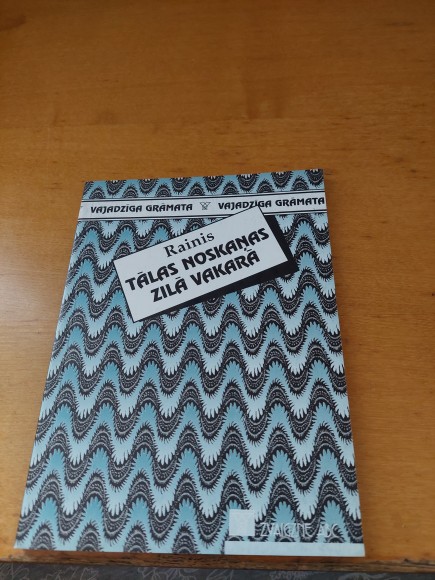 VAJADZĪGA GRĀMATA VAJADZĪGA GRĀMATA
Rainis
TĀLAS NOSKAŅAS
ZILĀ VAKARĀ
ZVAIGZNE ABC